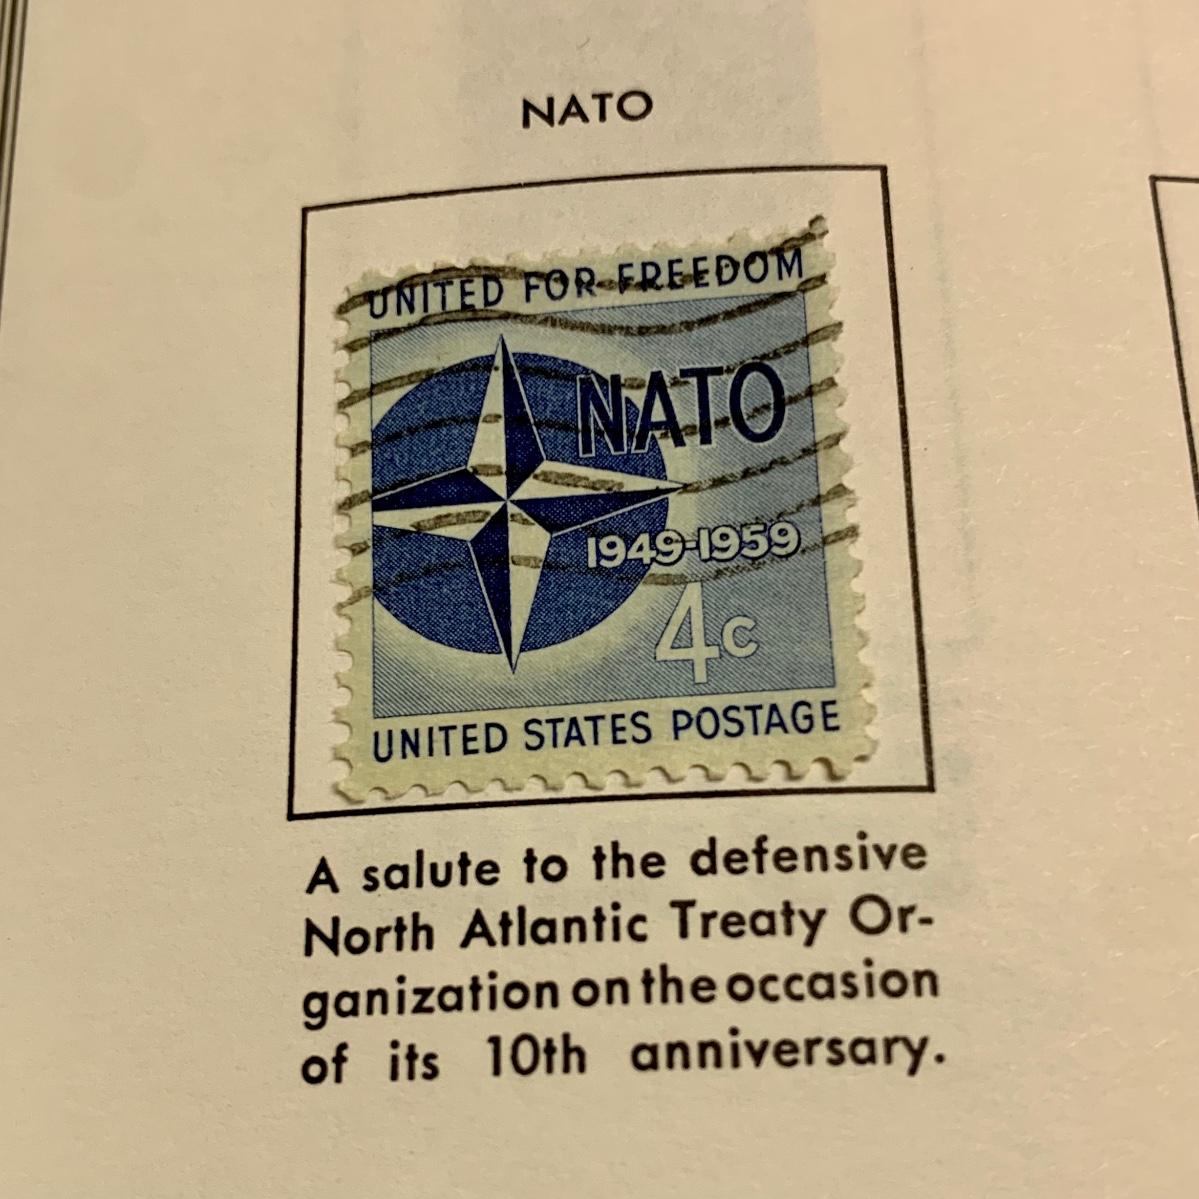 NATO
UNITED FOR FREEDOM
NATO
1949-1959
4c
UNITED STATES POSTAGE
A salute to the defensive
North Atlantic Treaty Or-
ganization on the occasion
of its 10th anniversary.